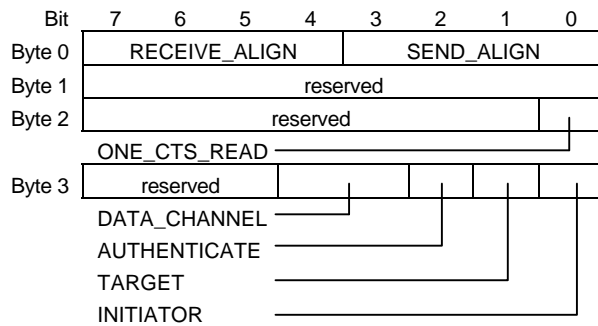 Bit 7 6 5 4 3 2 1 0
Byte 0 RECEIVE_ALIGN SEND_ALIGN
Byte 1 reserved
Byte 2 reserved
ONE_CTS_READ
Byte 3 reserved
DATA_CHANNEL
AUTHENTICATE
TARGET
INITIATOR